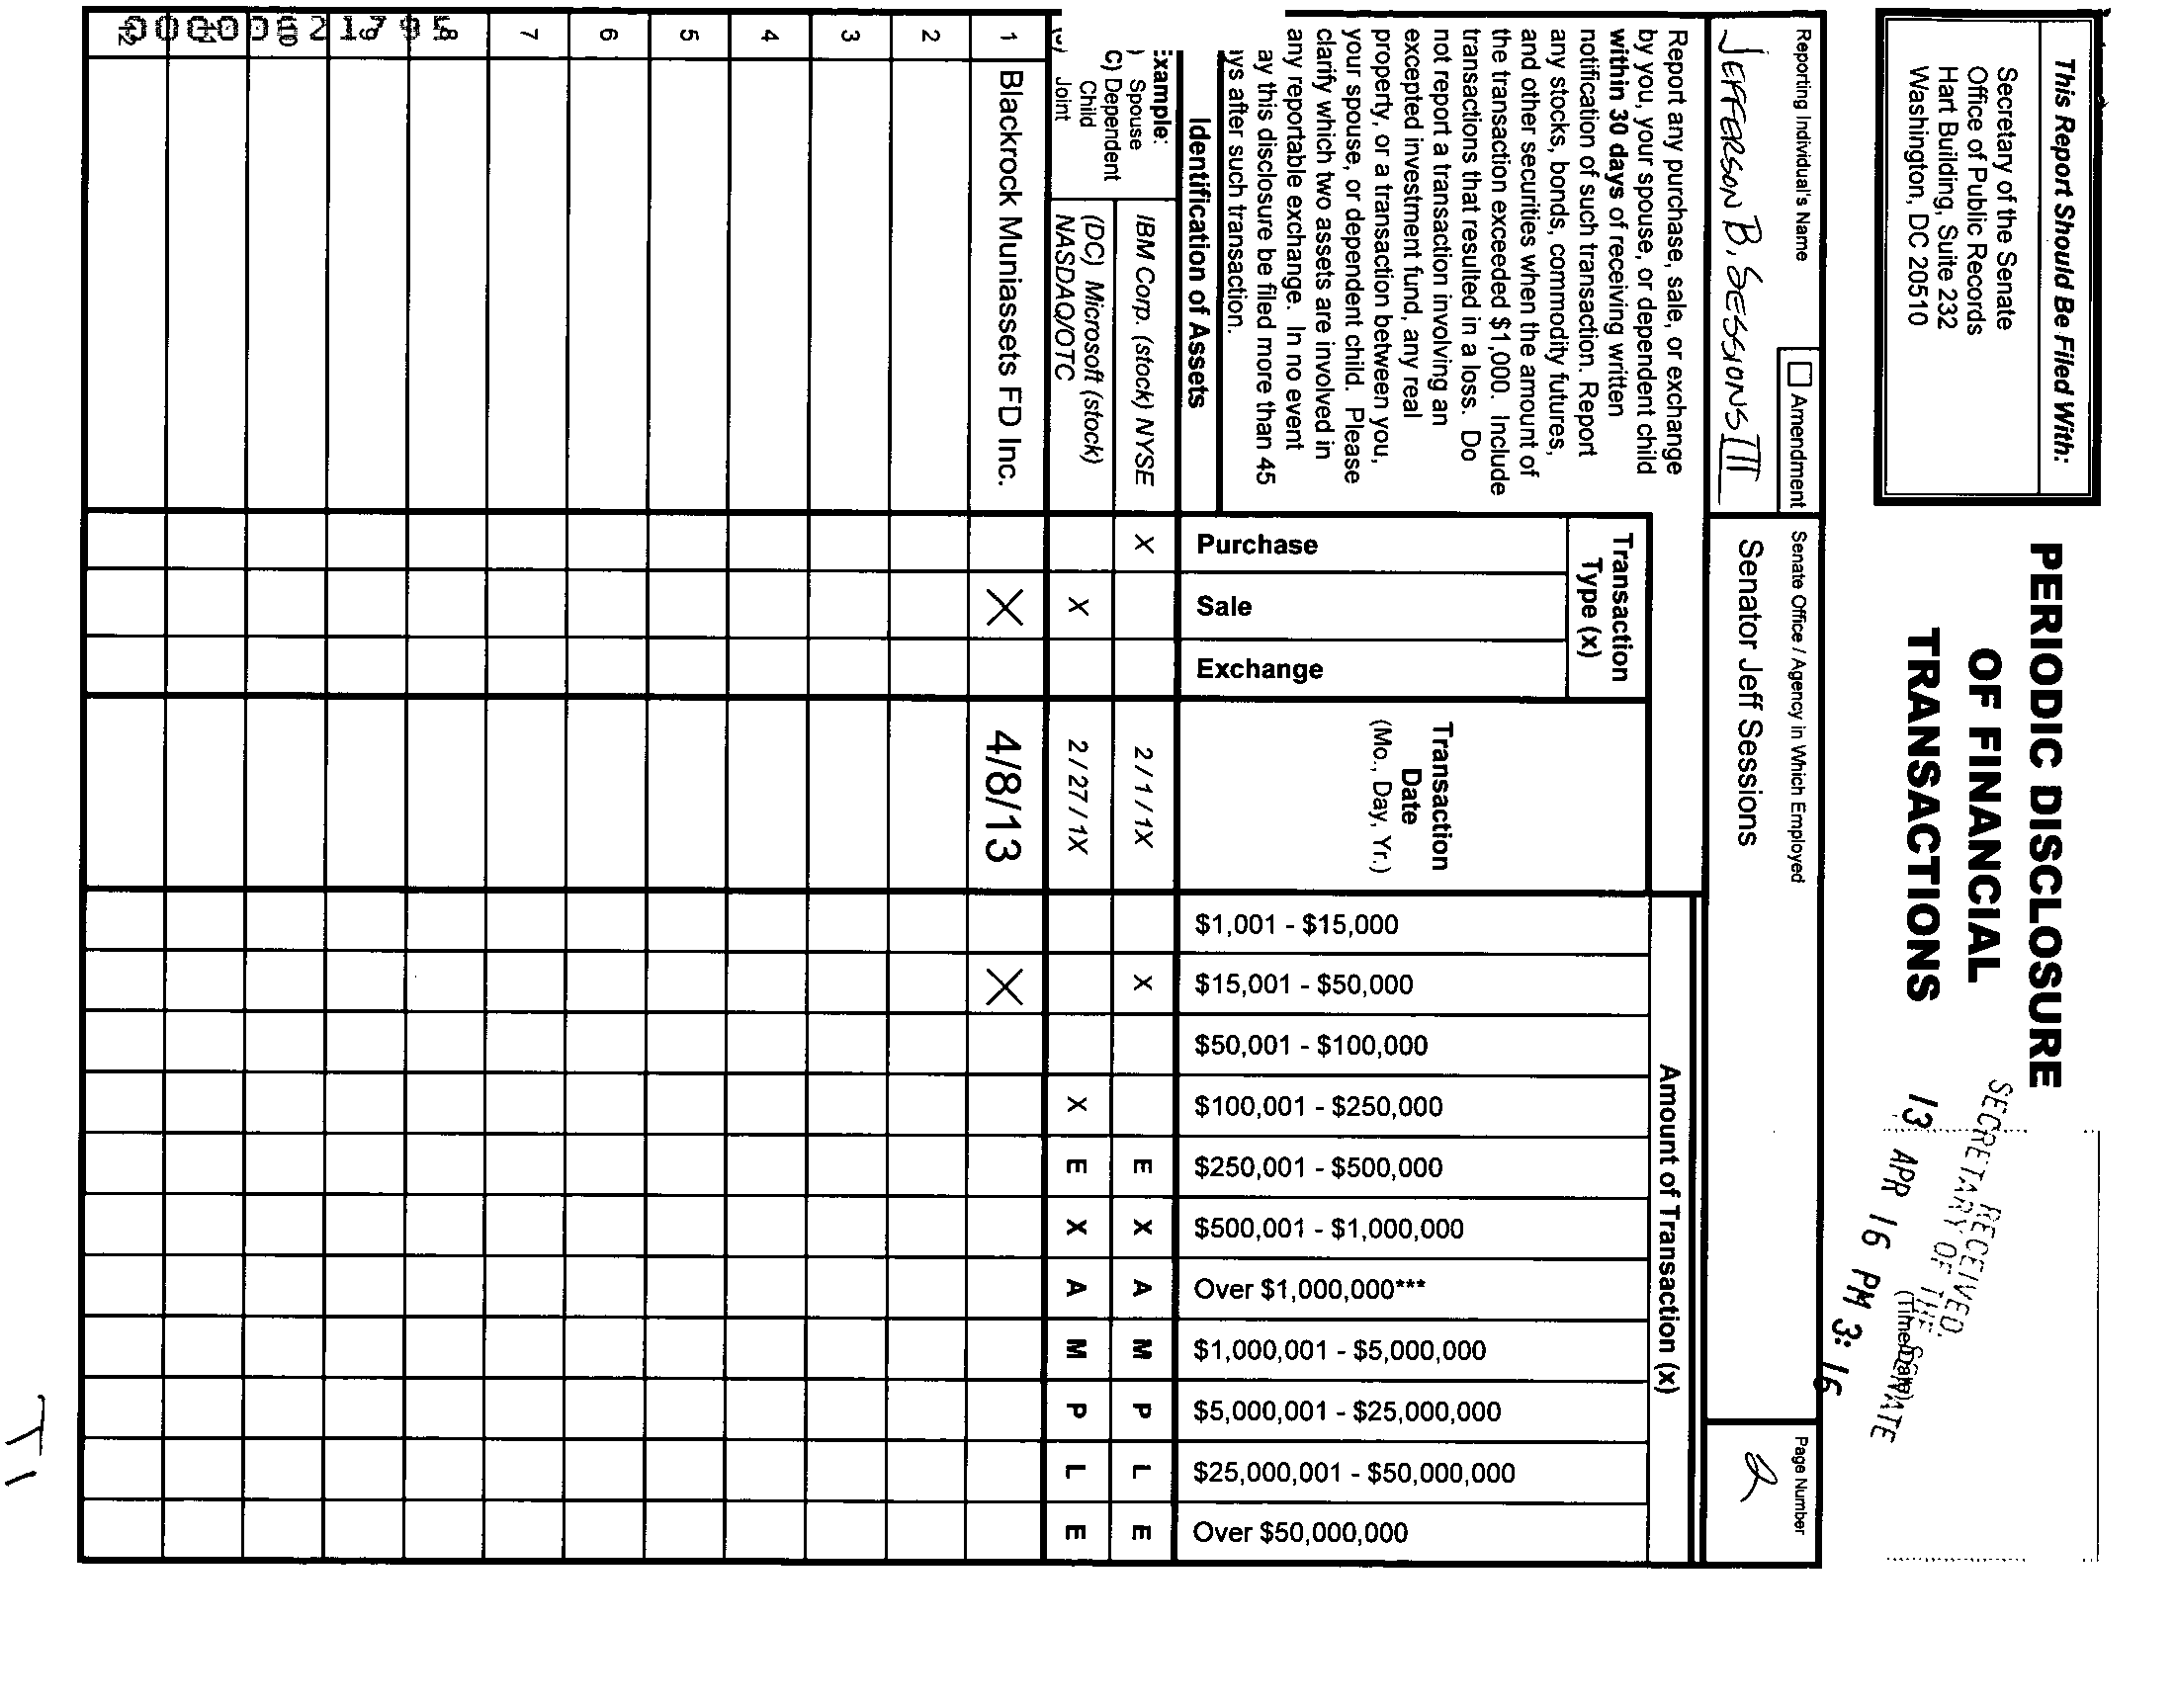 This Report Should Be Filed With:
Secretary of the Senate
Office of Public Records
Hart Building, Suite 232
Washington, DC 20510
PERIODIC DISCLOSURE
OF FINANCIAL
TRANSACTIONS
RECEIVED
SECRETARY OF THE SENATE
13 APR 16 PM 3:16
Reporting Individual's Name
Amendment
JEFFERSON B. SESSIONS III
Senate Office / Agency in Which Employed
Senator Jeff Sessions
Page Number
2
Report any purchase, sale, or exchange
by you, your spouse, or dependent child
within 30 days of receiving written
notification of such transaction. Report
any stocks, bonds, commodity futures,
and other securities when the amount of
the transaction exceeded $1,000. Include
transactions that resulted in a loss. Do
not report a transaction involving an
excepted investment fund, any real
property, or a transaction between you,
your spouse, or dependent child. Please
clarify which two assets are involved in
any reportable exchange. In no event
ay this disclosure be filed more than 45
ys after such transaction.
Identification of Assets
Transaction
Type (x)
Purchase
Sale
Exchange
Transaction
Date
(Mo., Day, Yr.)
Amount of Transaction (x)
$1,001 - $15,000
$15,001 - $50,000
$50,001 - $100,000
$100,001 - $250,000
$250,001 - $500,000
$500,001 - $1,000,000
Over $1,000,000***
$1,000,001 - $5,000,000
$5,000,001 - $25,000,000
$25,000,001 - $50,000,000
Over $50,000,000
Example:
) Spouse
C) Dependent
Child
Joint
IBM Corp. (stock) NYSE X 2 / 1 / 1X X E X A M P L E
(DC) Microsoft (stock)
NASDAQ/OTC X 2 / 27 / 1X X E X A M P L E
1 Blackrock Muniassets FD Inc. X 4/8/13 X
2
3
4
5
6
7
8
9
10
12